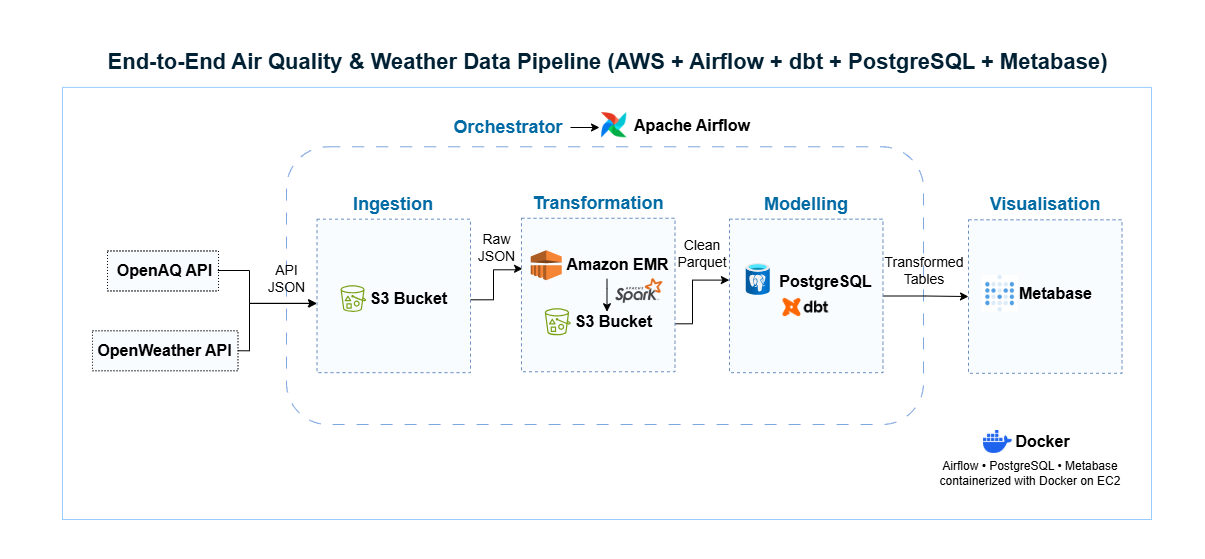 End-to-End Air Quality & Weather Data Pipeline (AWS + Airflow + dbt + PostgreSQL + Metabase)
Orchestrator
Apache Airflow
Ingestion
Transformation
Modelling
Visualisation
OpenAQ API
OpenWeather API
API
JSON
S3 Bucket
Raw
JSON
Amazon EMR
APACHE
Spark
S3 Bucket
Clean
Parquet
PostgreSQL
dbt
Transformed
Tables
Metabase
Docker
Airflow • PostgreSQL • Metabase
containerized with Docker on EC2